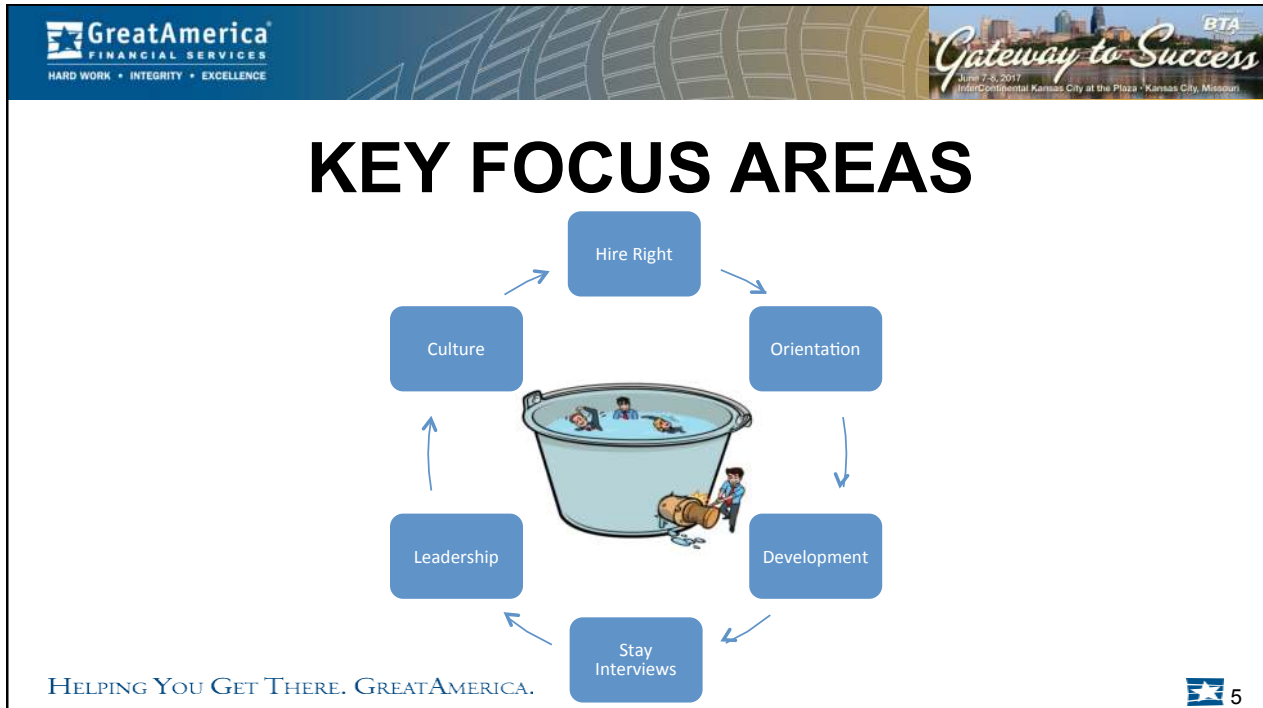 GreatAmerica®
FINANCIAL SERVICES
HARD WORK • INTEGRITY • EXCELLENCE
BTA
Gateway to Success
June 7-8, 2017
InterContinental Kansas City at the Plaza • Kansas City, Missouri
KEY FOCUS AREAS
Hire Right
Culture
Orientation
Leadership
Development
Stay
Interviews
HELPING YOU GET THERE. GREATAMERICA.
5